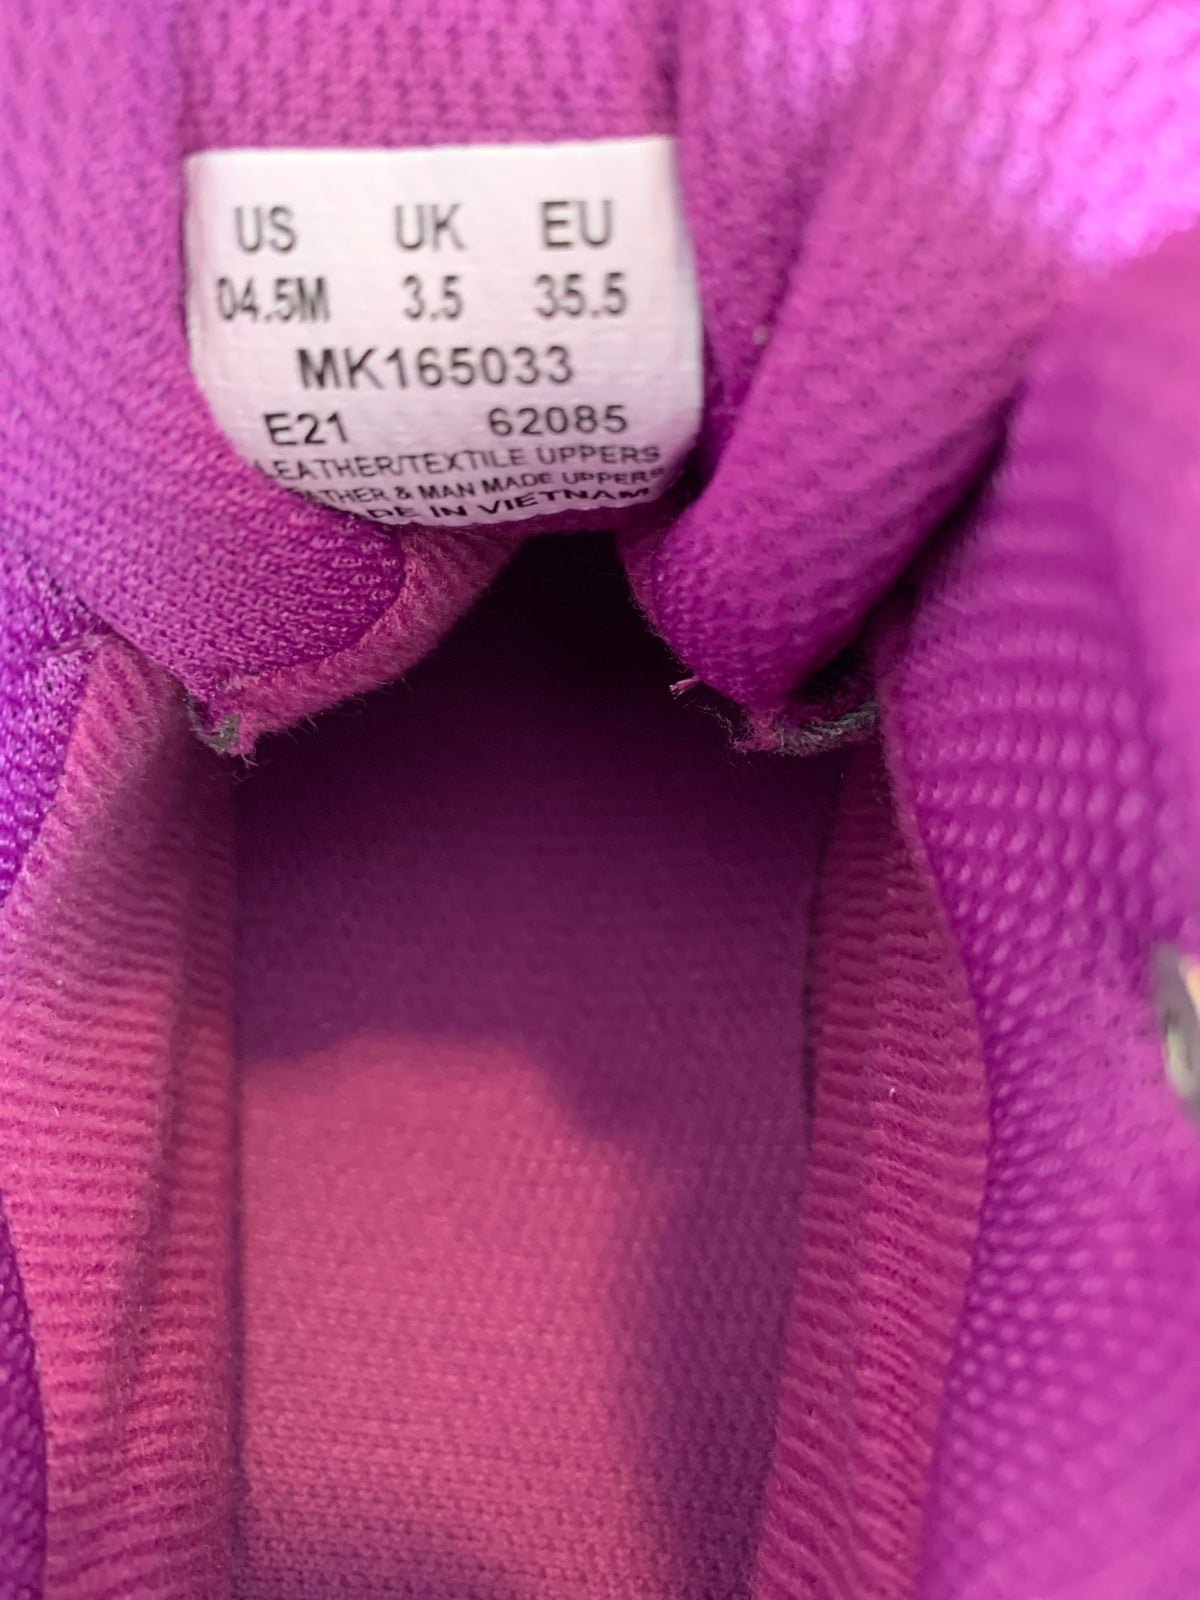 US UK EU
04.5M 3.5 35.5
MK165033
E21 62085
LEATHER/TEXTILE UPPERS
& MAN MADE UPPERS
IN VIETNAM